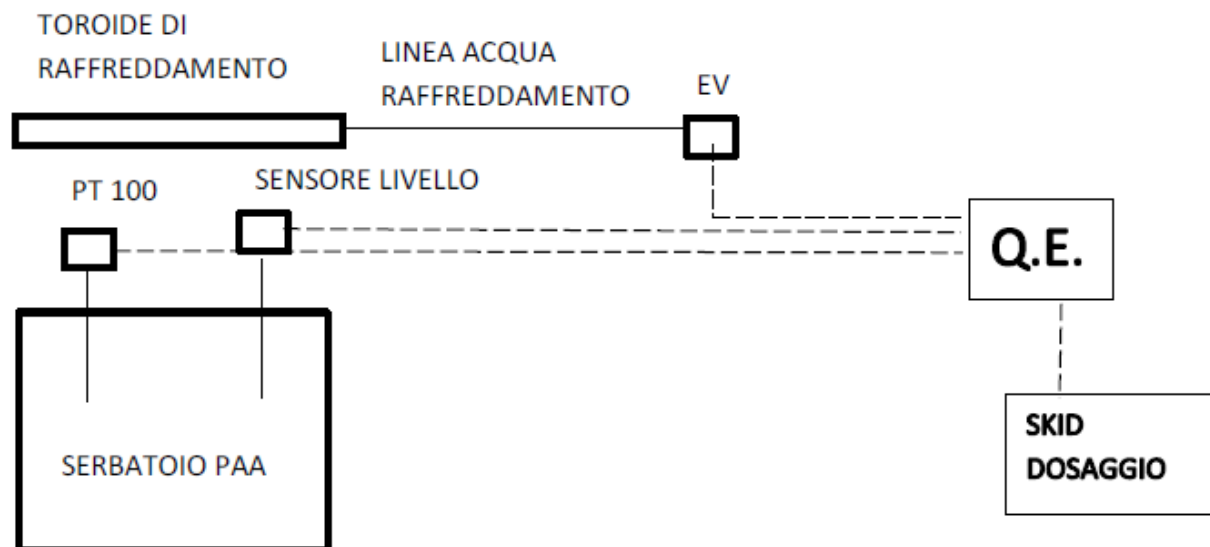 TOROIDE DI
RAFFREDDAMENTO
LINEA ACQUA
RAFFREDDAMENTO
EV
PT 100
SENSORE LIVELLO
Q.E.
SERBATOIO PAA
SKID
DOSAGGIO